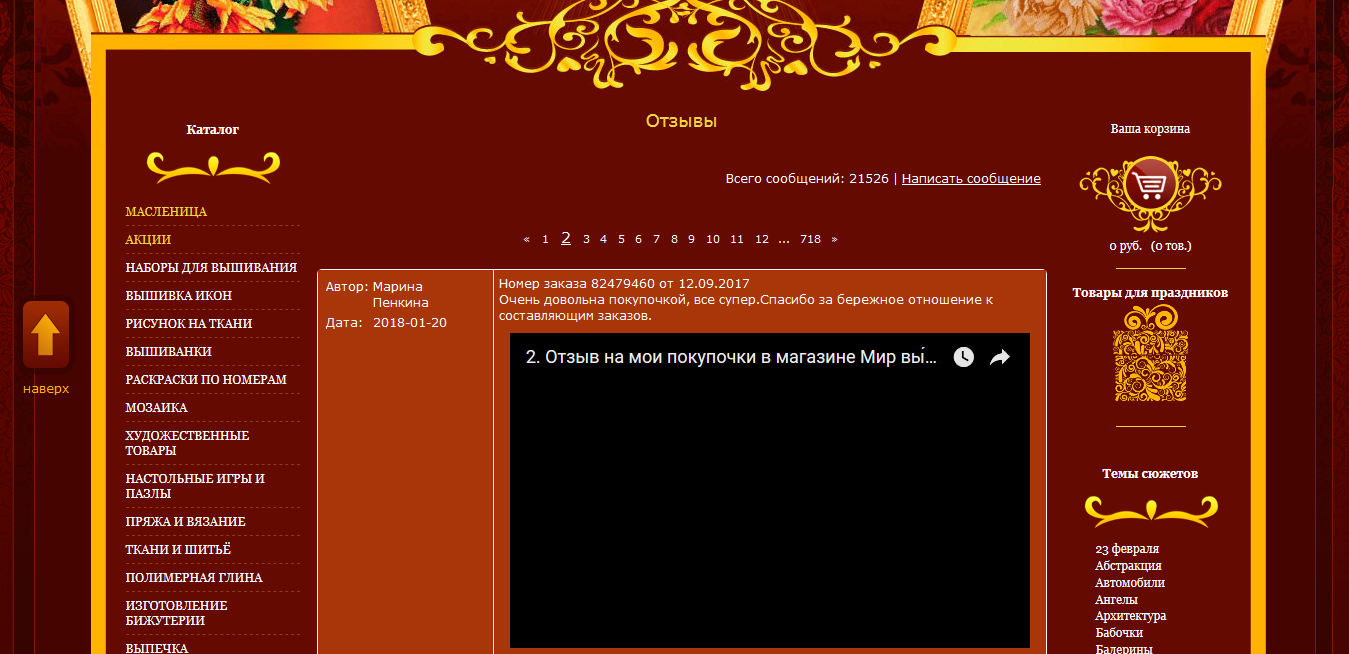 наверх
Каталог
МАСЛЕНИЦА
АКЦИИ
НАБОРЫ ДЛЯ ВЫШИВАНИЯ
ВЫШИВКА ИКОН
РИСУНОК НА ТКАНИ
ВЫШИВАНКИ
РАСКРАСКИ ПО НОМЕРАМ
МОЗАИКА
ХУДОЖЕСТВЕННЫЕ
ТОВАРЫ
НАСТОЛЬНЫЕ ИГРЫ И
ПАЗЛЫ
ПРЯЖА И ВЯЗАНИЕ
ТКАНИ И ШИТЬЁ
ПОЛИМЕРНАЯ ГЛИНА
ИЗГОТОВЛЕНИЕ
БИЖУТЕРИИ
ВЫПЕЧКА
Отзывы
Всего сообщений: 21526 | Написать сообщение
« 1 2 3 4 5 6 7 8 9 10 11 12 ... 718 »
Автор: Марина
Пенкина
Дата: 2018-01-20
Номер заказа 82479460 от 12.09.2017
Очень довольна покупочкой, все супер.Спасибо за бережное отношение к
составляющим заказов.
2. Отзыв на мои покупочки в магазине Мир вы́...
Ваша корзина
0 руб. (0 тов.)
Товары для праздников
Темы сюжетов
23 февраля
Абстракция
Автомобили
Ангелы
Архитектура
Бабочки
Балерины